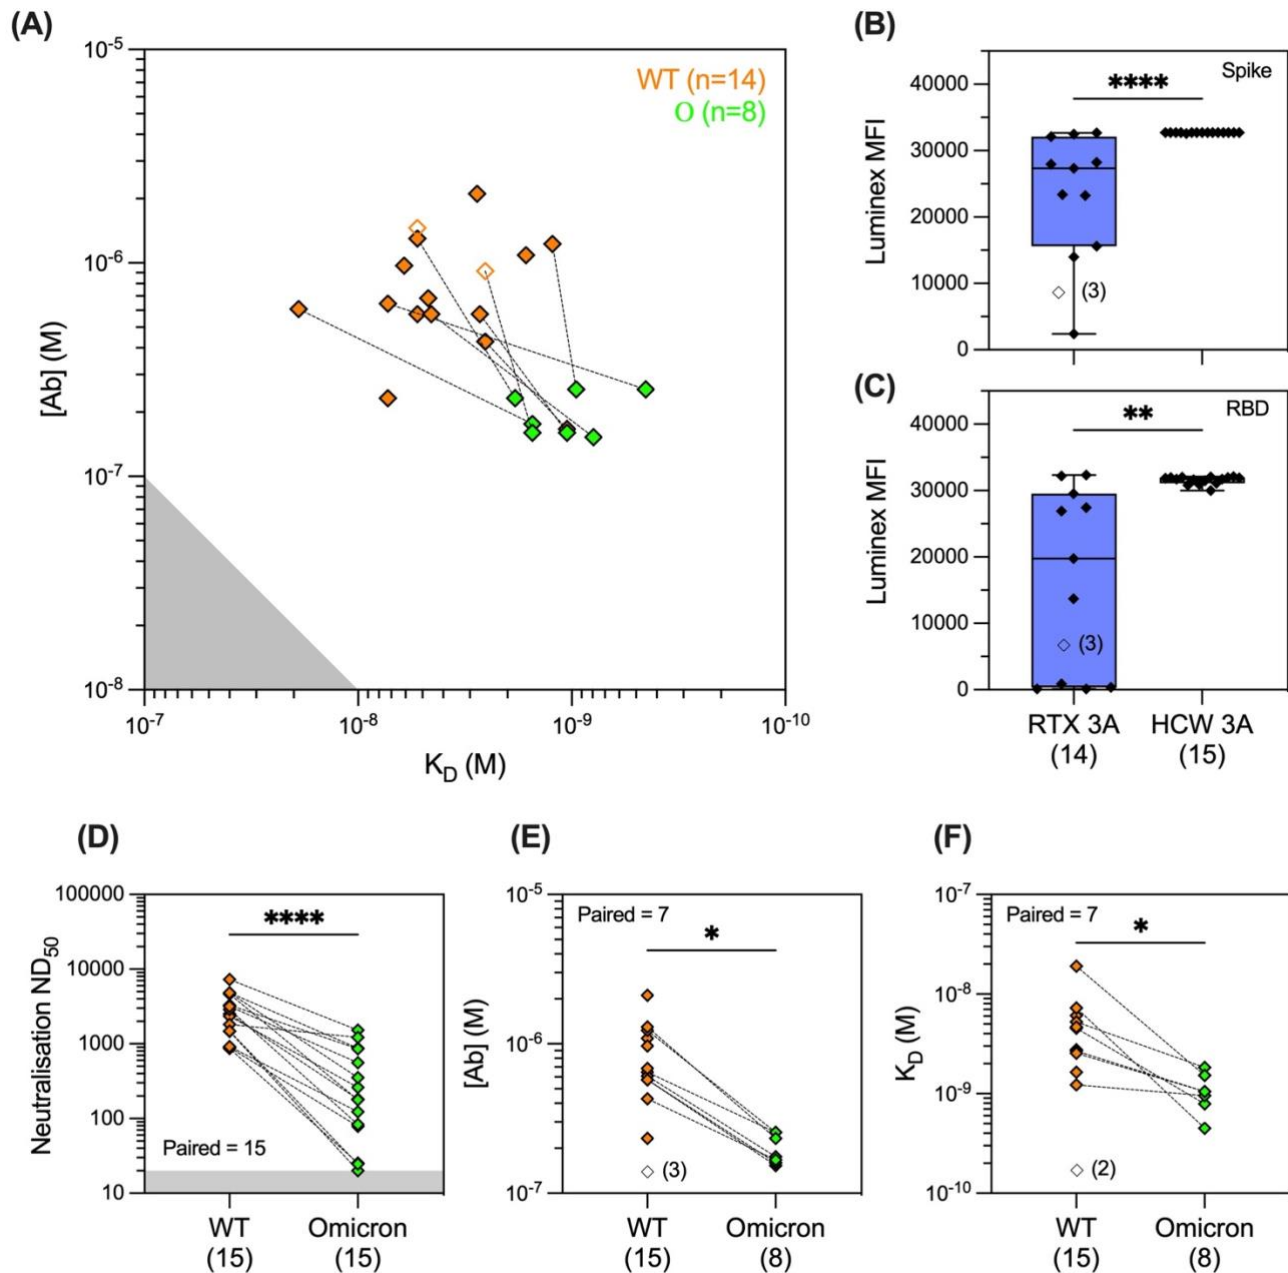 (A)
10-5
10-6
10-7
10-8
[Ab] (M)
WT (n=14)
O (n=8)
10-7
10-8
10-9
10-10
KD (M)
(B)
Spike
****
40000
30000
20000
10000
0
Luminex MFI
(3)
(C)
RBD
**
40000
30000
20000
10000
0
Luminex MFI
(3)
RTX 3A
(14)
HCW 3A
(15)
(D)
100000
10000
1000
100
10
Neutralisation ND50
****
Paired = 15
WT
(15)
Omicron
(15)
(E)
10-5
10-6
10-7
[Ab] (M)
Paired = 7
*
(3)
WT
(15)
Omicron
(8)
(F)
10-7
10-8
10-9
10-10
KD (M)
Paired = 7
*
(2)
WT
(15)
Omicron
(8)